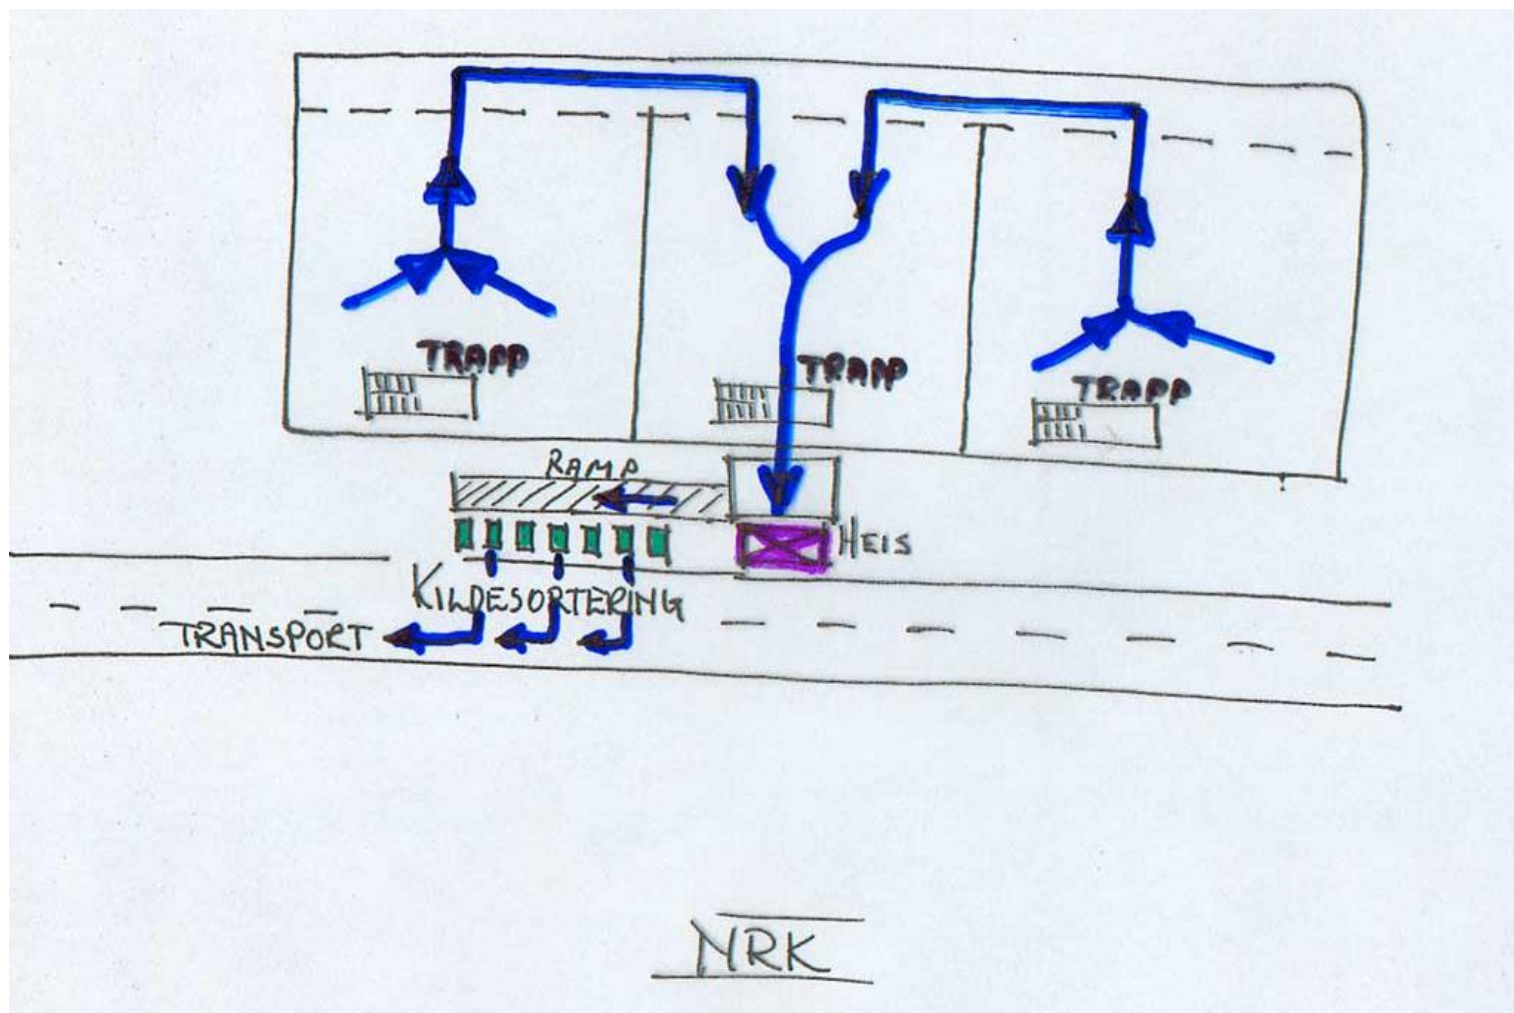 TRAPP
TRAPP
TRAPP
RAMP
HEIS
KILDESORTERING
TRANSPORT
NRK